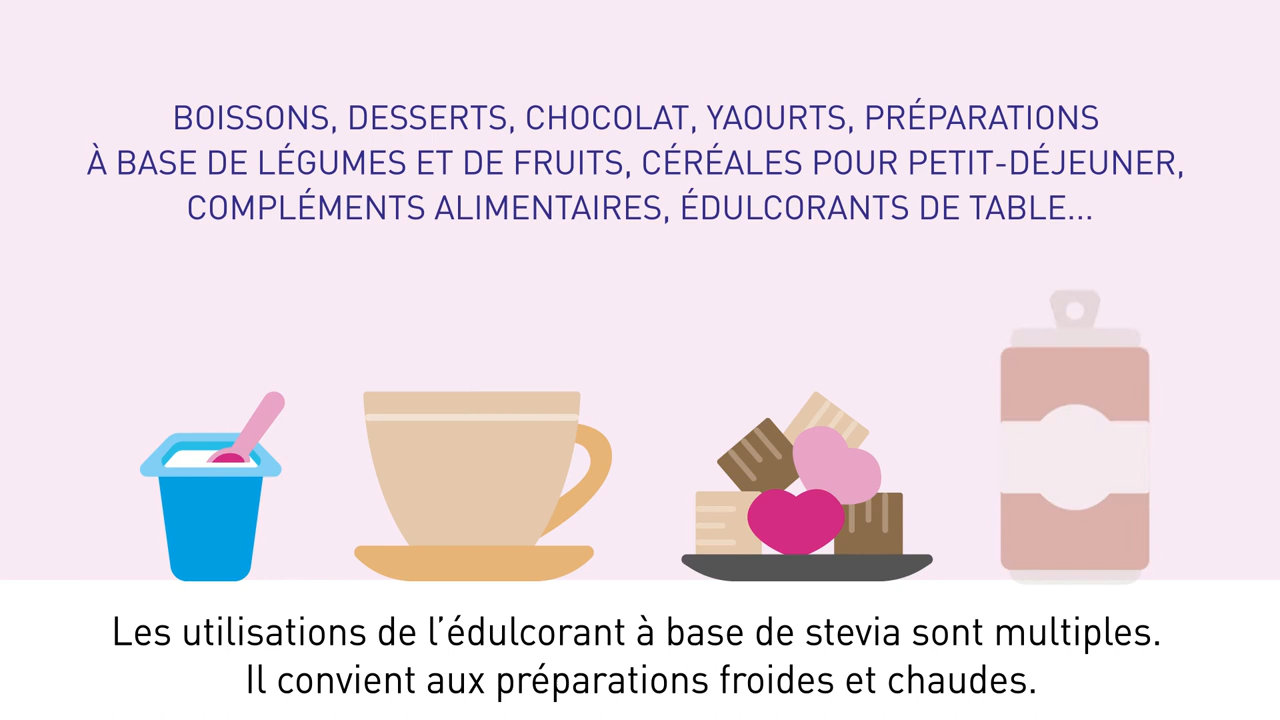 BOISSONS, DESSERTS, CHOCOLAT, YAOURTS, PRÉPARATIONS
À BASE DE LÉGUMES ET DE FRUITS, CÉRÉALES POUR PETIT-DÉJEUNER,
COMPLÉMENTS ALIMENTAIRES, ÉDULCORANTS DE TABLE...
Les utilisations de l’édulcorant à base de stevia sont multiples.
Il convient aux préparations froides et chaudes.